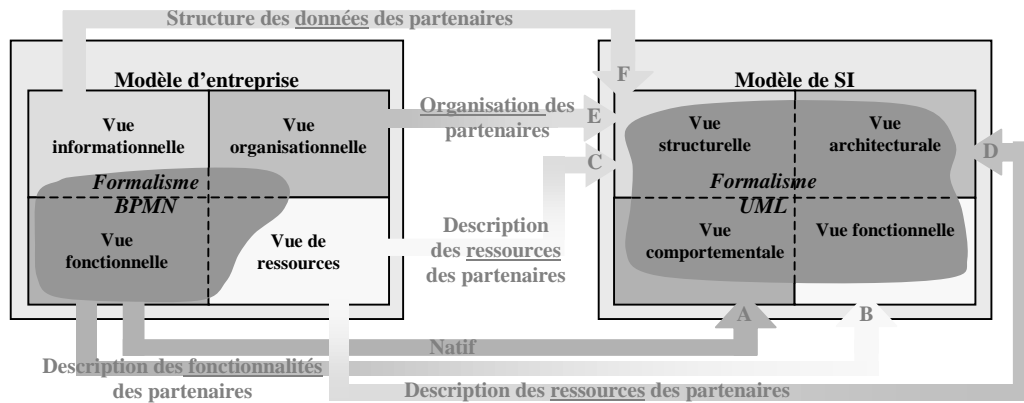 Structure des données des partenaires
Modèle d'entreprise
Vue
informationnelle
Vue
organisationnelle
Formalisme
BPMN
Vue
fonctionnelle
Vue de
ressources
Organisation des
partenaires
Description
des ressources
des partenaires
F
E
C
Modèle de SI
Vue
structurelle
Vue
architecturale
D
Formalisme
UML
Vue
comportementale
Vue fonctionnelle
A
B
Natif
Description des fonctionnalités
des partenaires
Description des ressources des partenaires